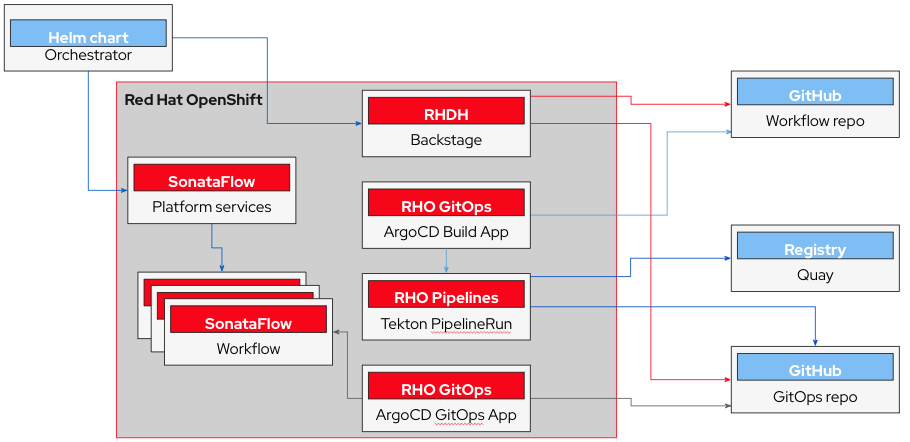 Helm chart
Orchestrator
Red Hat OpenShift
RHDH
Backstage
GitHub
Workflow repo
SonataFlow
Platform services
RHO GitOps
ArgoCD Build App
Registry
Quay
RHO Pipelines
Tekton PipelineRun
SonataFlow
Workflow
GitHub
GitOps repo
RHO GitOps
ArgoCD GitOps App